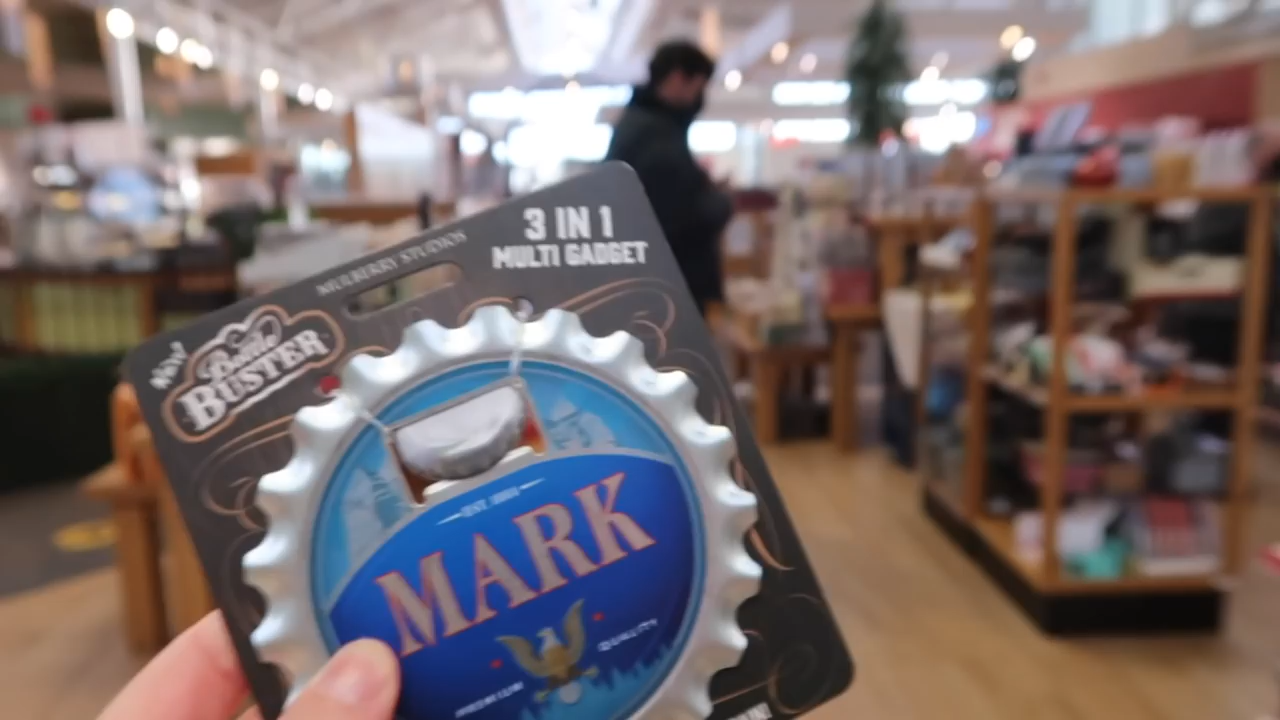 MULBERRY STUDIOS
3 IN 1
MULTI GADGET
NEW!
Bottle
BUSTER
MARK
PREMIUM
QUALITY